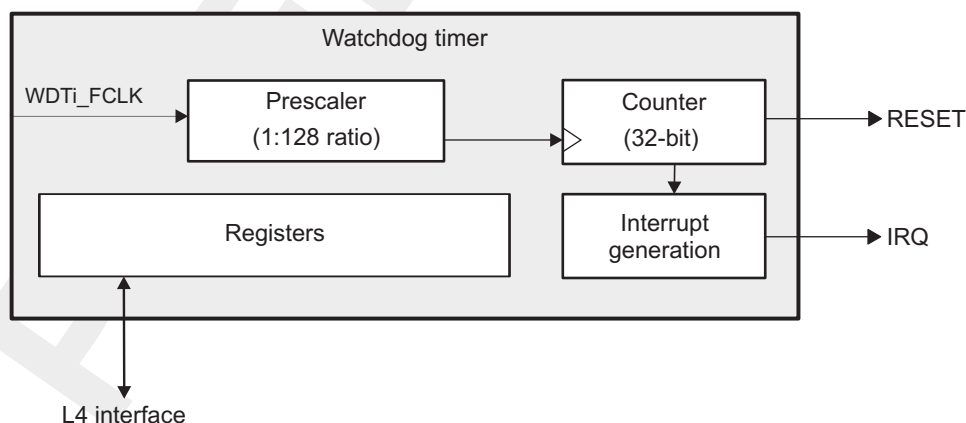 Watchdog timer
WDTi_FCLK
Prescaler
(1:128 ratio)
Counter
(32-bit)
RESET
Registers
Interrupt
generation
IRQ
L4 interface